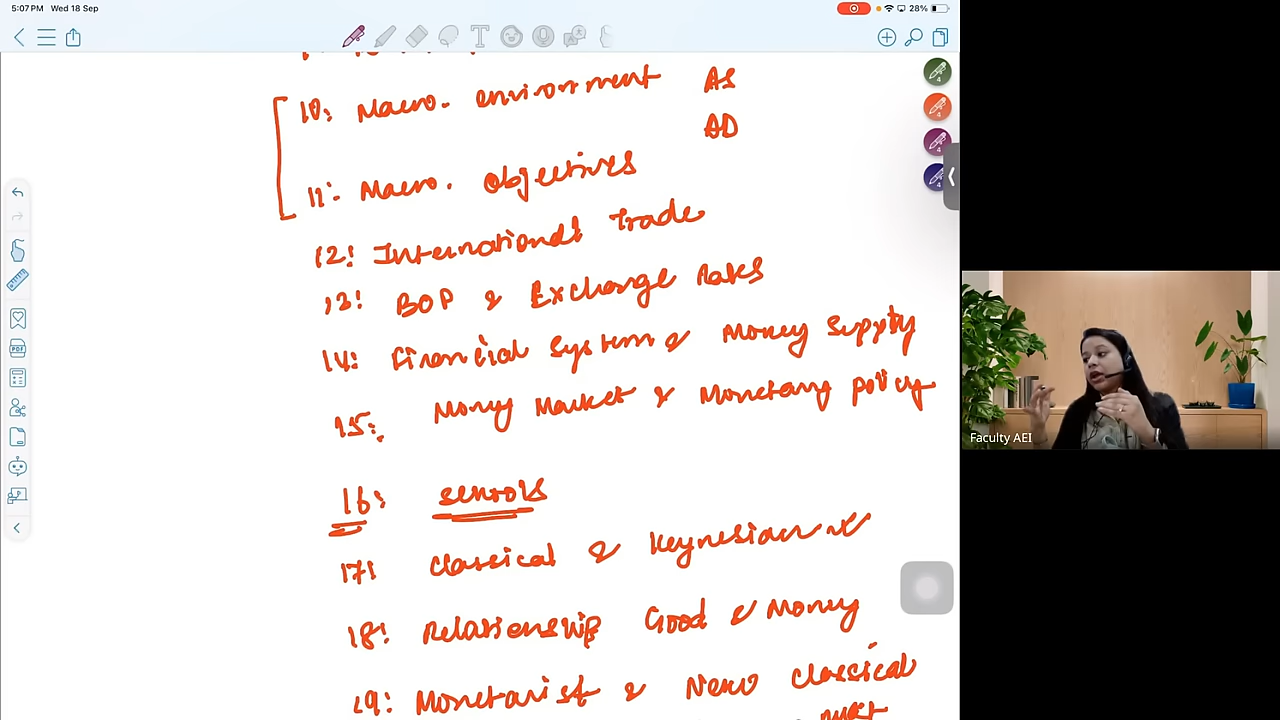 5:07 PM Wed 18 Sep
28%
10: Macro. environment AS
AD
11: Macro. Objectives
12: International Trade
13: BOP & Exchange Rates
14: Financial System & Money Supply
15: Money Market & Monetary policy
16: sectors
17: Classical & Keynesian
18: Relationship Good & Money
19: Monetarist & New classical
Faculty AEI